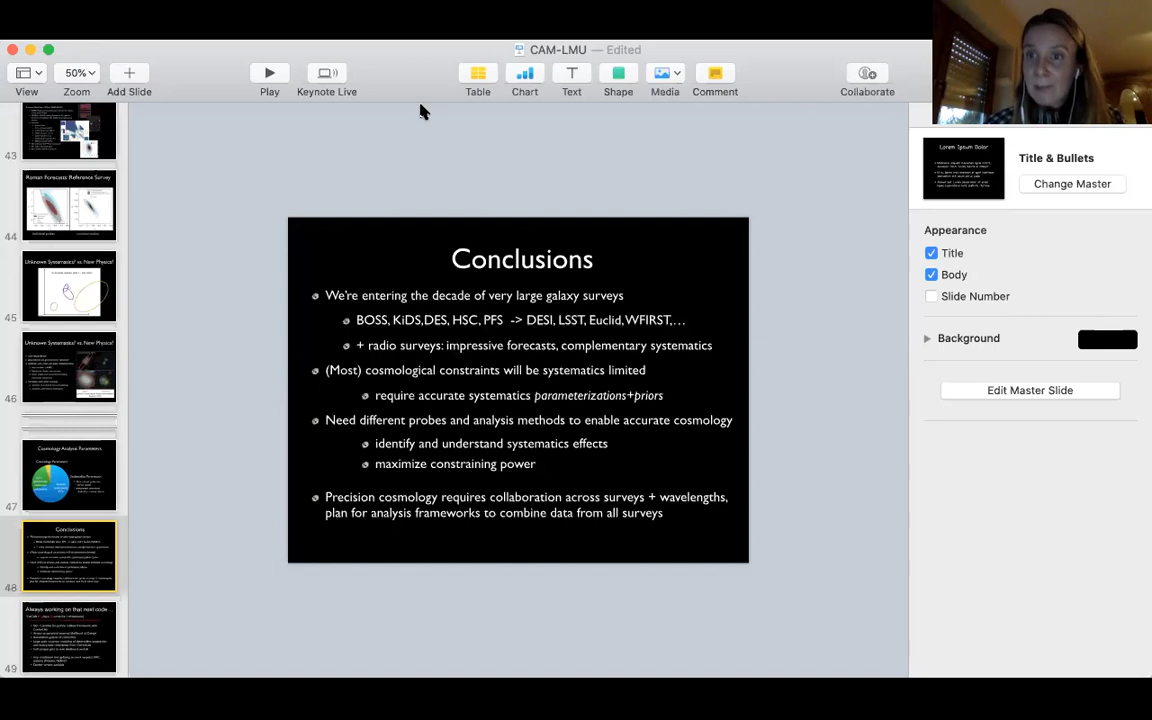 CAM-LMU — Edited
View
50%
Zoom
Add Slide
Play
Keynote Live
Table
Chart
Text
Shape
Media
Comment
Collaborate
43
Roman Forecasts Reference Survey
44
Unknown Systematics? vs. New Physics?
45
Unknown Systematics? vs. New Physics?
46
Cosmology Analysis Parameters
47
Conclusions
48
Always working on that next code...
49
Conclusions
We're entering the decade of very large galaxy surveys
BOSS, KiDS,DES, HSC, PFS -> DESI, LSST, Euclid,WFIRST,…
+ radio surveys: impressive forecasts, complementary systematics
(Most) cosmological constraints will be systematics limited
require accurate systematics parameterizations+priors
Need different probes and analysis methods to enable accurate cosmology
identify and understand systematics effects
maximize constraining power
Precision cosmology requires collaboration across surveys + wavelengths,
plan for analysis frameworks to combine data from all surveys
Lorem Ipsum Dolor
Title & Bullets
Change Master
Appearance
Title
Body
Slide Number
Background
Edit Master Slide